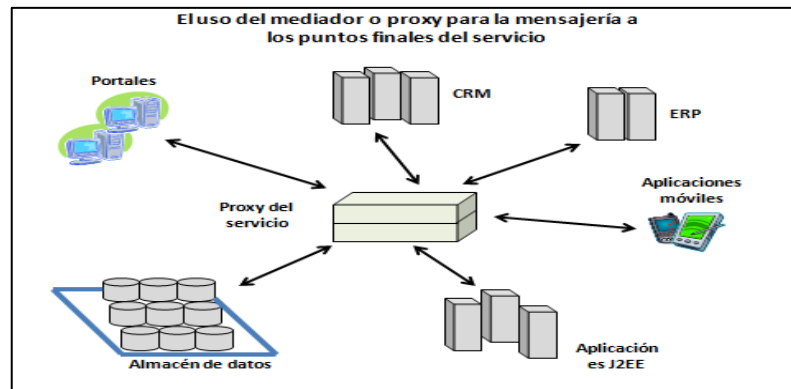 El uso del mediador o proxy para la mensajería a
los puntos finales del servicio
Portales
CRM
ERP
Proxy del
servicio
Aplicaciones
móviles
Almacén de datos
Aplicación
es J2EE